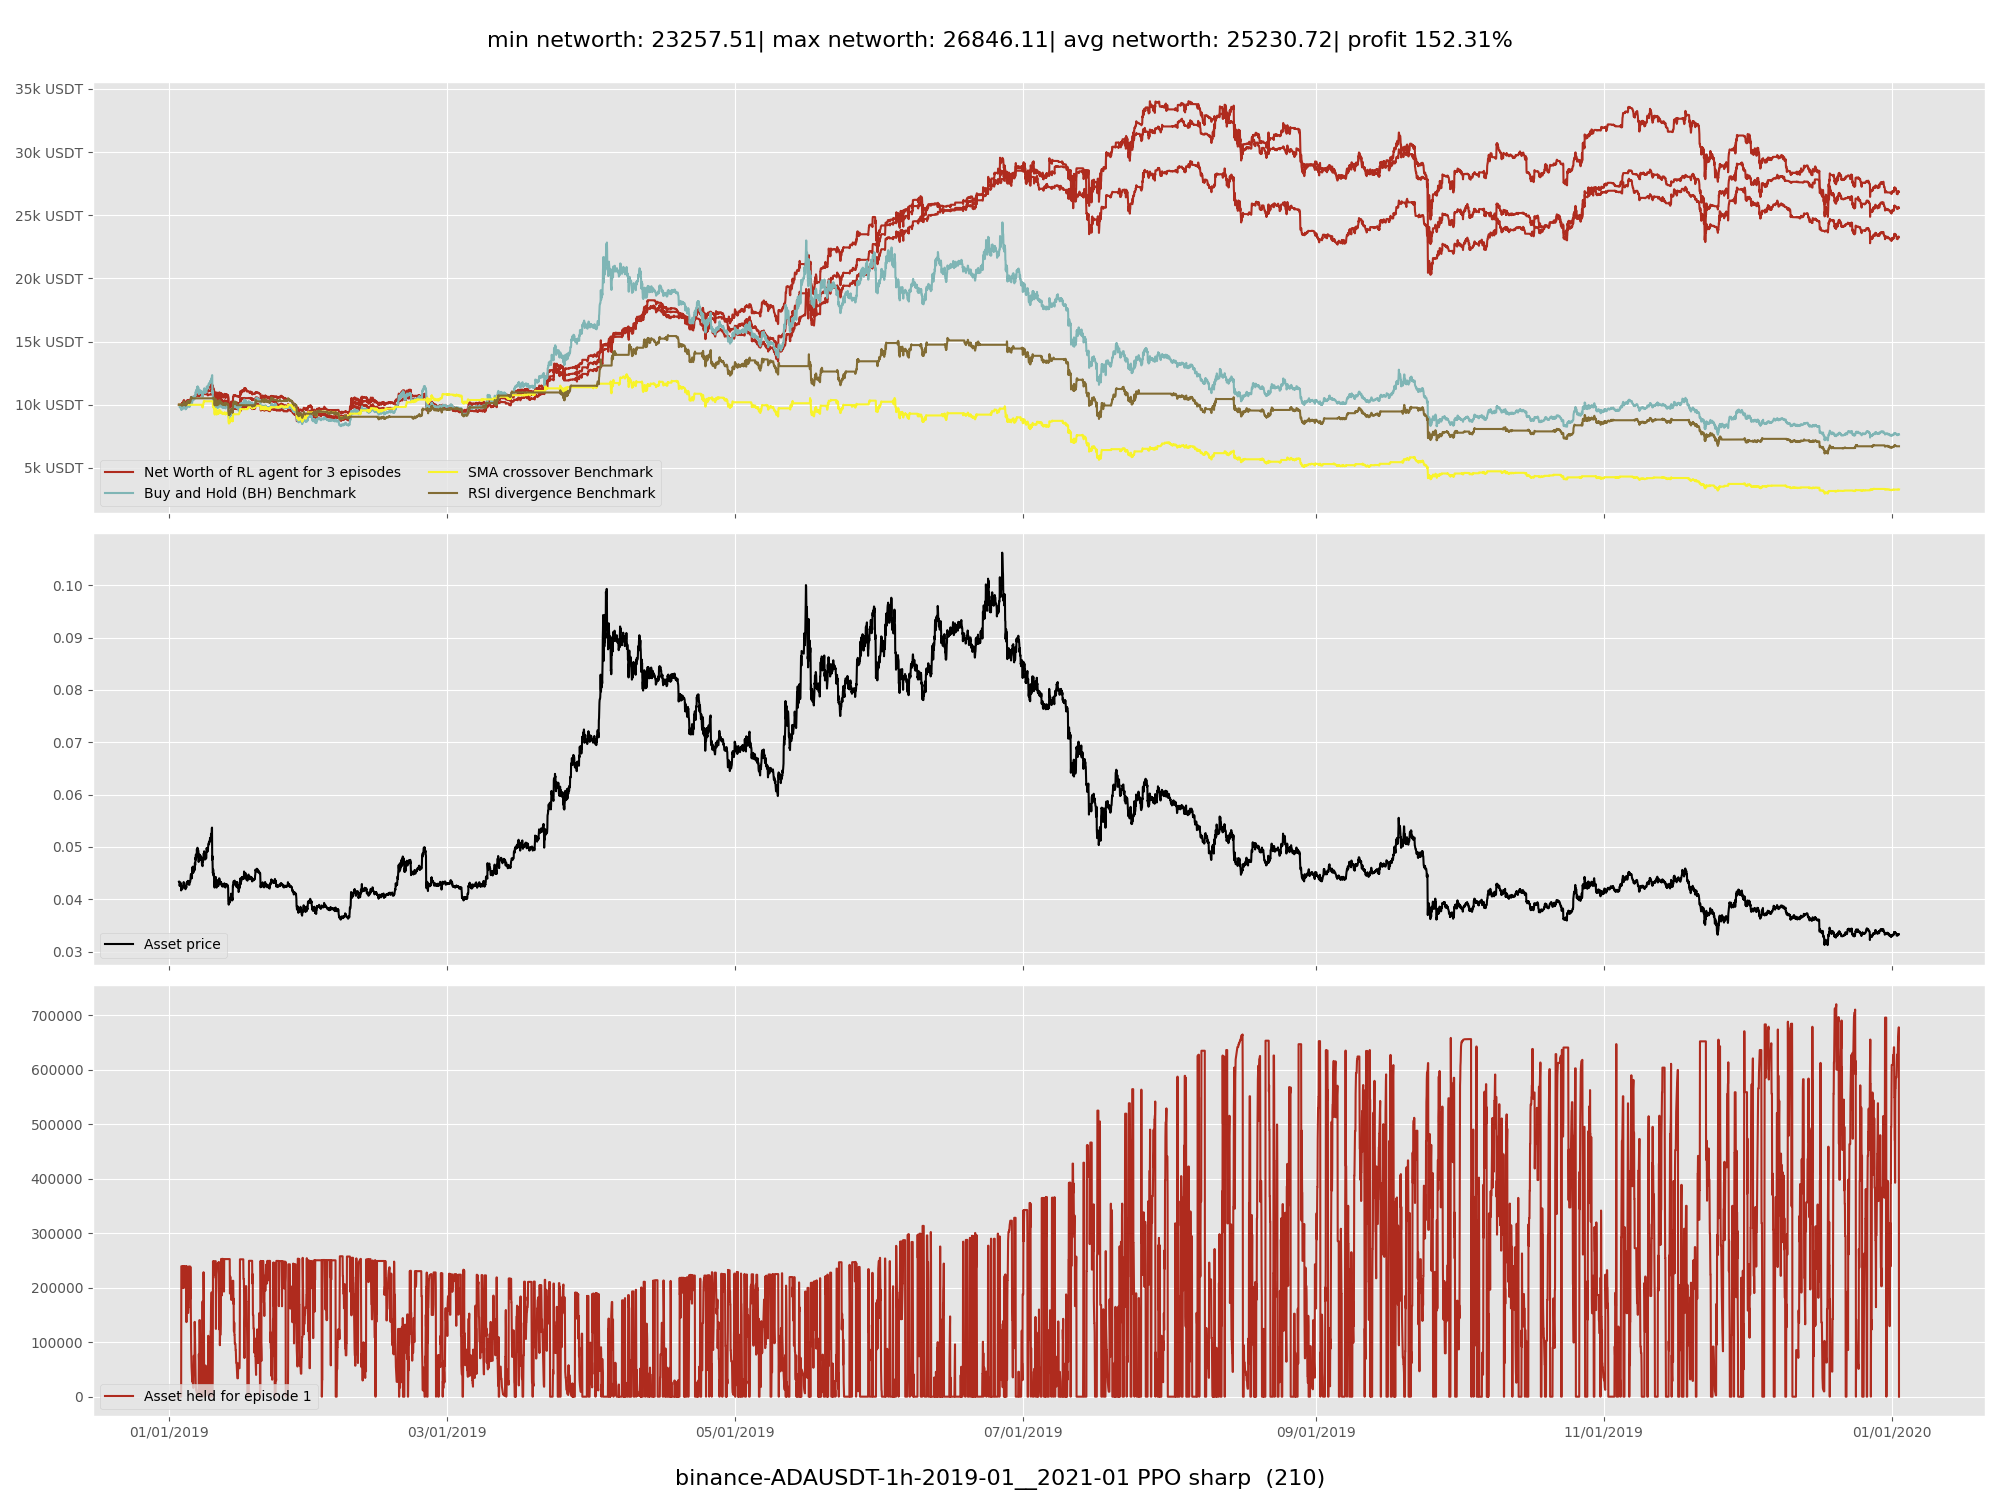 min networth: 23257.51| max networth: 26846.11| avg networth: 25230.72| profit 152.31%
35k USDT
30k USDT
25k USDT
20k USDT
15k USDT
10k USDT
5k USDT
Net Worth of RL agent for 3 episodes
SMA crossover Benchmark
Buy and Hold (BH) Benchmark
RSI divergence Benchmark
0.10
0.09
0.08
0.07
0.06
0.05
0.04
0.03
Asset price
700000
600000
500000
400000
300000
200000
100000
0
Asset held for episode 1
01/01/2019 03/01/2019 05/01/2019 07/01/2019 09/01/2019 11/01/2019 01/01/2020
binance-ADAUSDT-1h-2019-01__2021-01 PPO sharp (210)